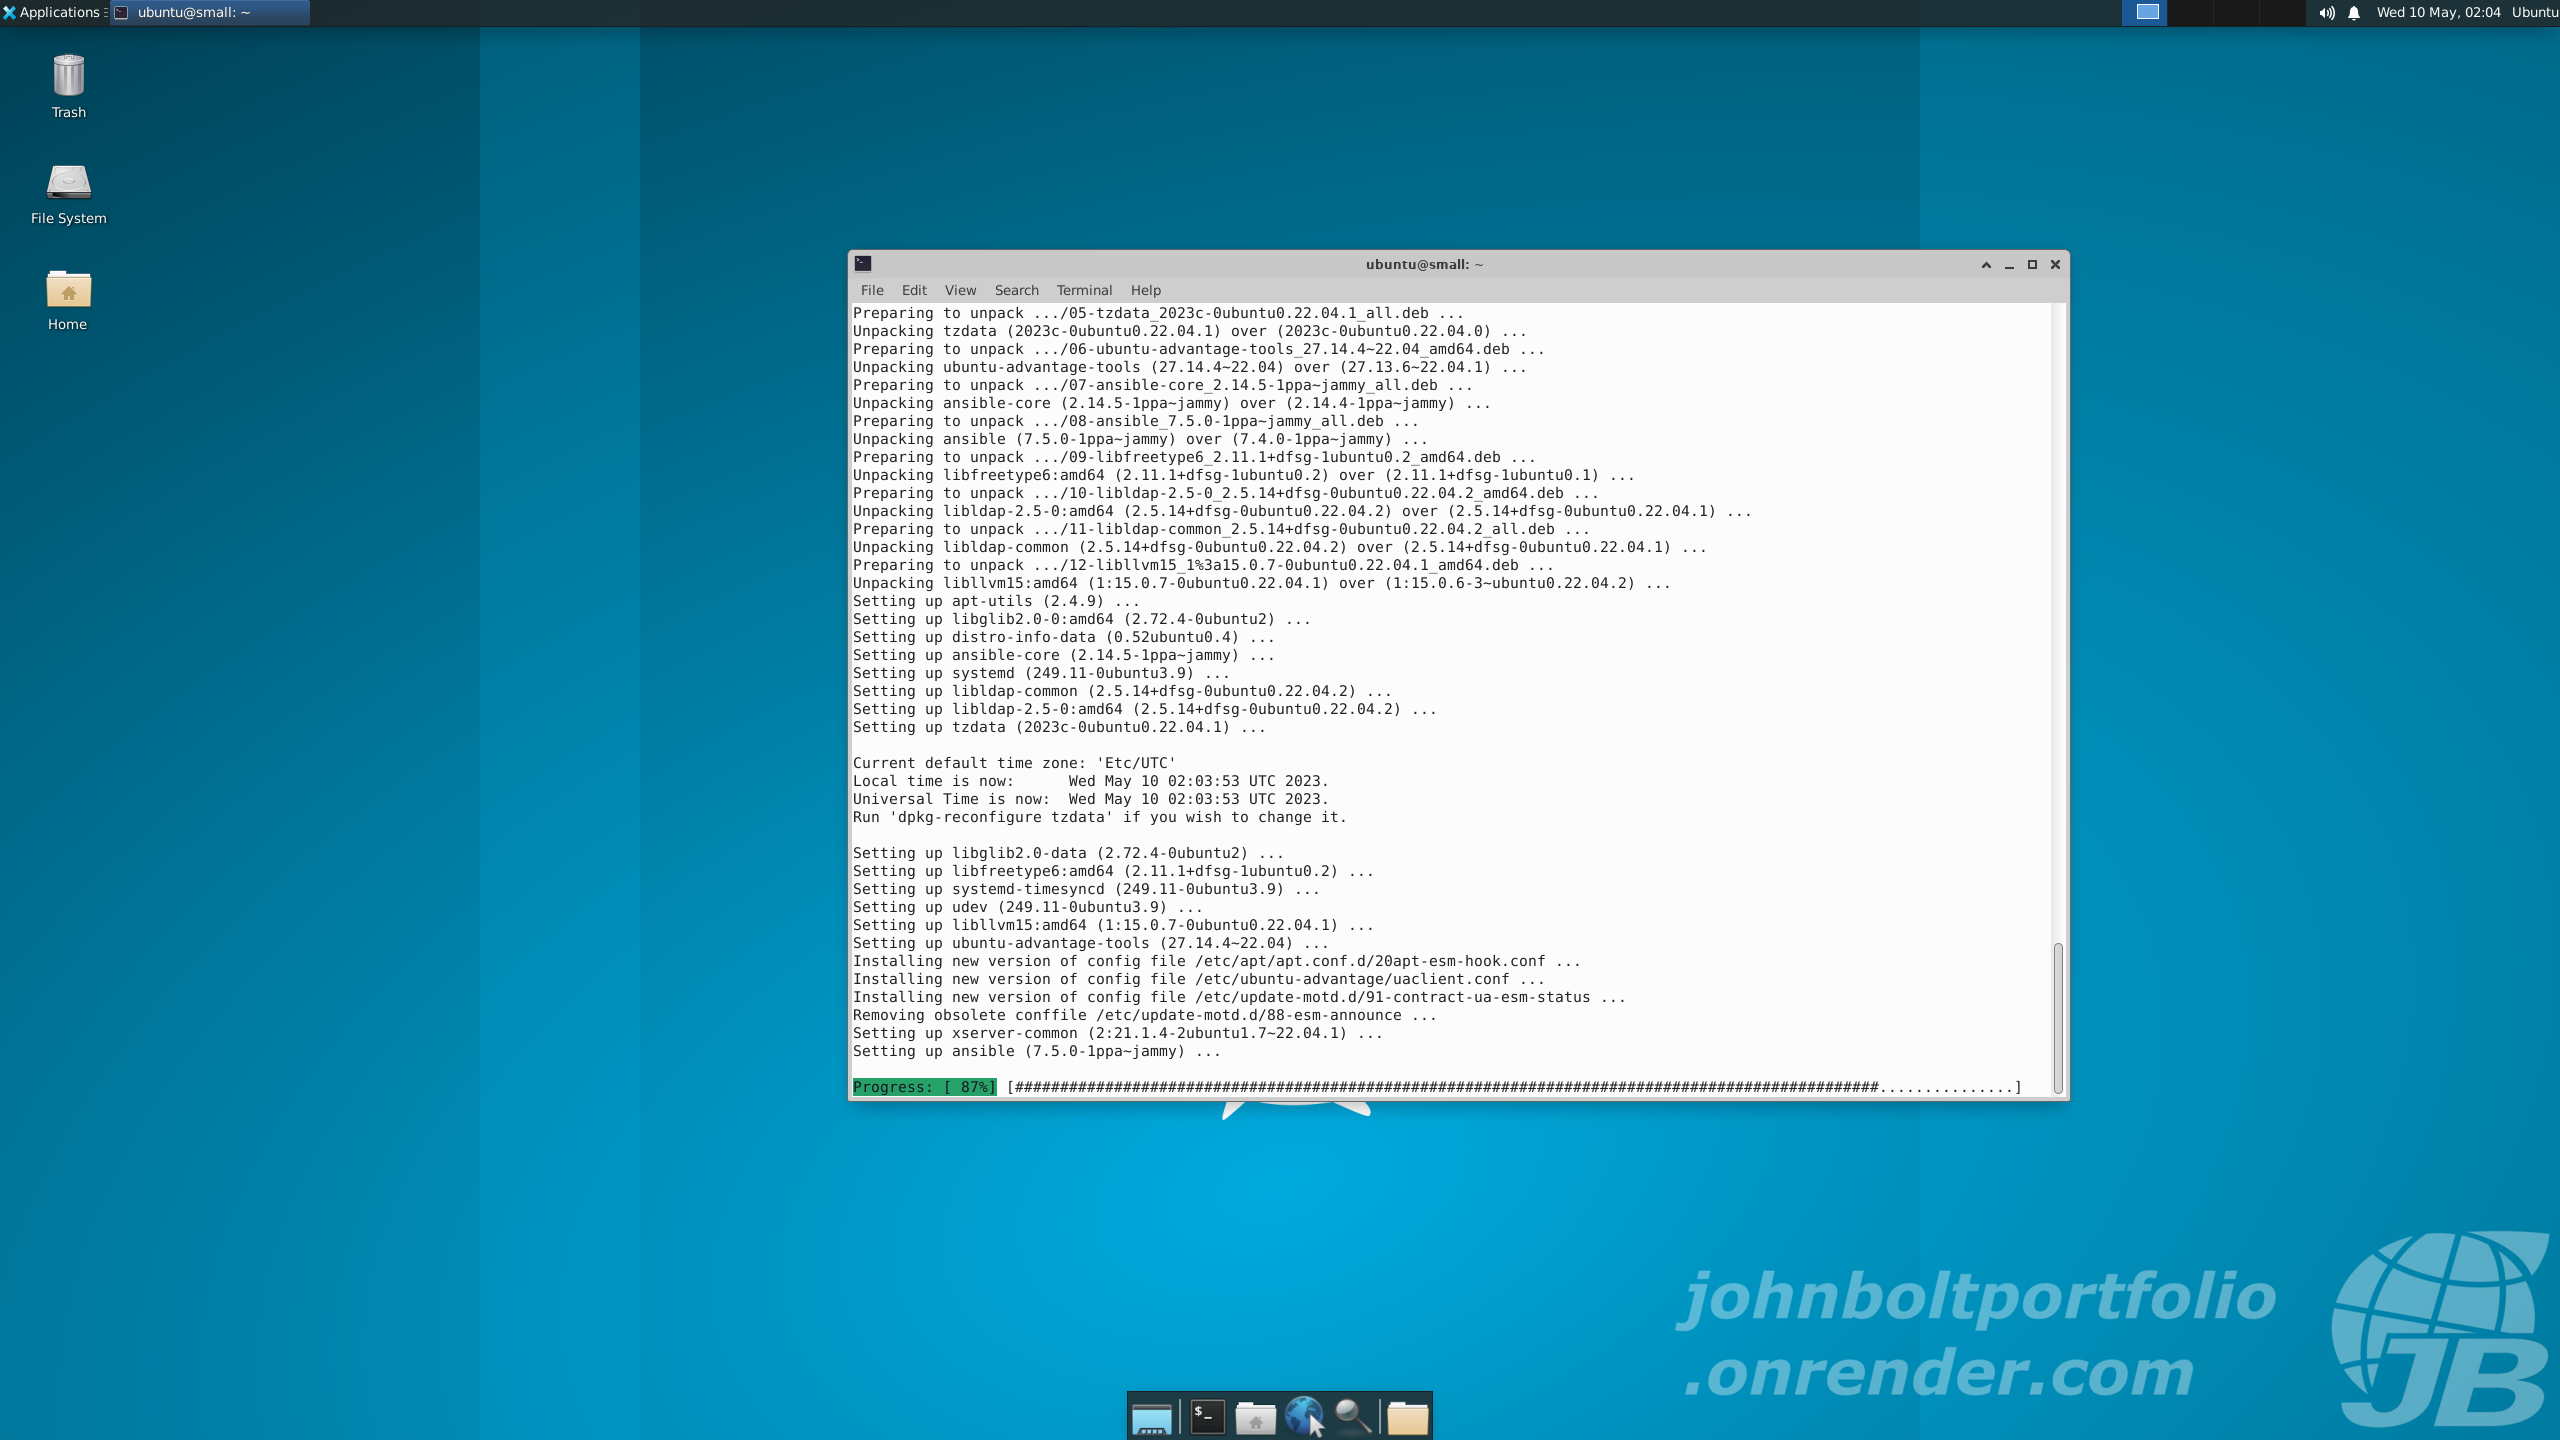 Applications
ubuntu@small: ~
Wed 10 May, 02:04 Ubuntu
Trash
File System
Home
ubuntu@small: ~
File Edit View Search Terminal Help
Preparing to unpack .../05-tzdata_2023c-0ubuntu0.22.04.1_all.deb ...
Unpacking tzdata (2023c-0ubuntu0.22.04.1) over (2023c-0ubuntu0.22.04.0) ...
Preparing to unpack .../06-ubuntu-advantage-tools_27.14.4~22.04_amd64.deb ...
Unpacking ubuntu-advantage-tools (27.14.4~22.04) over (27.13.6~22.04.1) ...
Preparing to unpack .../07-ansible-core_2.14.5-1ppa~jammy_all.deb ...
Unpacking ansible-core (2.14.5-1ppa~jammy) over (2.14.4-1ppa~jammy) ...
Preparing to unpack .../08-ansible_7.5.0-1ppa~jammy_all.deb ...
Unpacking ansible (7.5.0-1ppa~jammy) over (7.4.0-1ppa~jammy) ...
Preparing to unpack .../09-libfreetype6_2.11.1+dfsg-1ubuntu0.2_amd64.deb ...
Unpacking libfreetype6:amd64 (2.11.1+dfsg-1ubuntu0.2) over (2.11.1+dfsg-1ubuntu0.1) ...
Preparing to unpack .../10-libldap-2.5-0_2.5.14+dfsg-0ubuntu0.22.04.2_amd64.deb ...
Unpacking libldap-2.5-0:amd64 (2.5.14+dfsg-0ubuntu0.22.04.2) over (2.5.14+dfsg-0ubuntu0.22.04.1) ...
Preparing to unpack .../11-libldap-common_2.5.14+dfsg-0ubuntu0.22.04.2_all.deb ...
Unpacking libldap-common (2.5.14+dfsg-0ubuntu0.22.04.2) over (2.5.14+dfsg-0ubuntu0.22.04.1) ...
Preparing to unpack .../12-libllvm15_1%3a15.0.7-0ubuntu0.22.04.1_amd64.deb ...
Unpacking libllvm15:amd64 (1:15.0.7-0ubuntu0.22.04.1) over (1:15.0.6-3~ubuntu0.22.04.2) ...
Setting up apt-utils (2.4.9) ...
Setting up libglib2.0-0:amd64 (2.72.4-0ubuntu2) ...
Setting up distro-info-data (0.52ubuntu0.4) ...
Setting up ansible-core (2.14.5-1ppa~jammy) ...
Setting up systemd (249.11-0ubuntu3.9) ...
Setting up libldap-common (2.5.14+dfsg-0ubuntu0.22.04.2) ...
Setting up libldap-2.5-0:amd64 (2.5.14+dfsg-0ubuntu0.22.04.2) ...
Setting up tzdata (2023c-0ubuntu0.22.04.1) ...
Current default time zone: 'Etc/UTC'
Local time is now:      Wed May 10 02:03:53 UTC 2023.
Universal Time is now:  Wed May 10 02:03:53 UTC 2023.
Run 'dpkg-reconfigure tzdata' if you wish to change it.
Setting up libglib2.0-data (2.72.4-0ubuntu2) ...
Setting up libfreetype6:amd64 (2.11.1+dfsg-1ubuntu0.2) ...
Setting up systemd-timesyncd (249.11-0ubuntu3.9) ...
Setting up udev (249.11-0ubuntu3.9) ...
Setting up libllvm15:amd64 (1:15.0.7-0ubuntu0.22.04.1) ...
Setting up ubuntu-advantage-tools (27.14.4~22.04) ...
Installing new version of config file /etc/apt/apt.conf.d/20apt-esm-hook.conf ...
Installing new version of config file /etc/ubuntu-advantage/uaclient.conf ...
Installing new version of config file /etc/update-motd.d/91-contract-ua-esm-status ...
Removing obsolete conffile /etc/update-motd.d/88-esm-announce ...
Setting up xserver-common (2:21.1.4-2ubuntu1.7~22.04.1) ...
Setting up ansible (7.5.0-1ppa~jammy) ...
Progress: [ 87%] [################################################################################################...............]
johnboltportfolio
.onrender.com
JB
$_